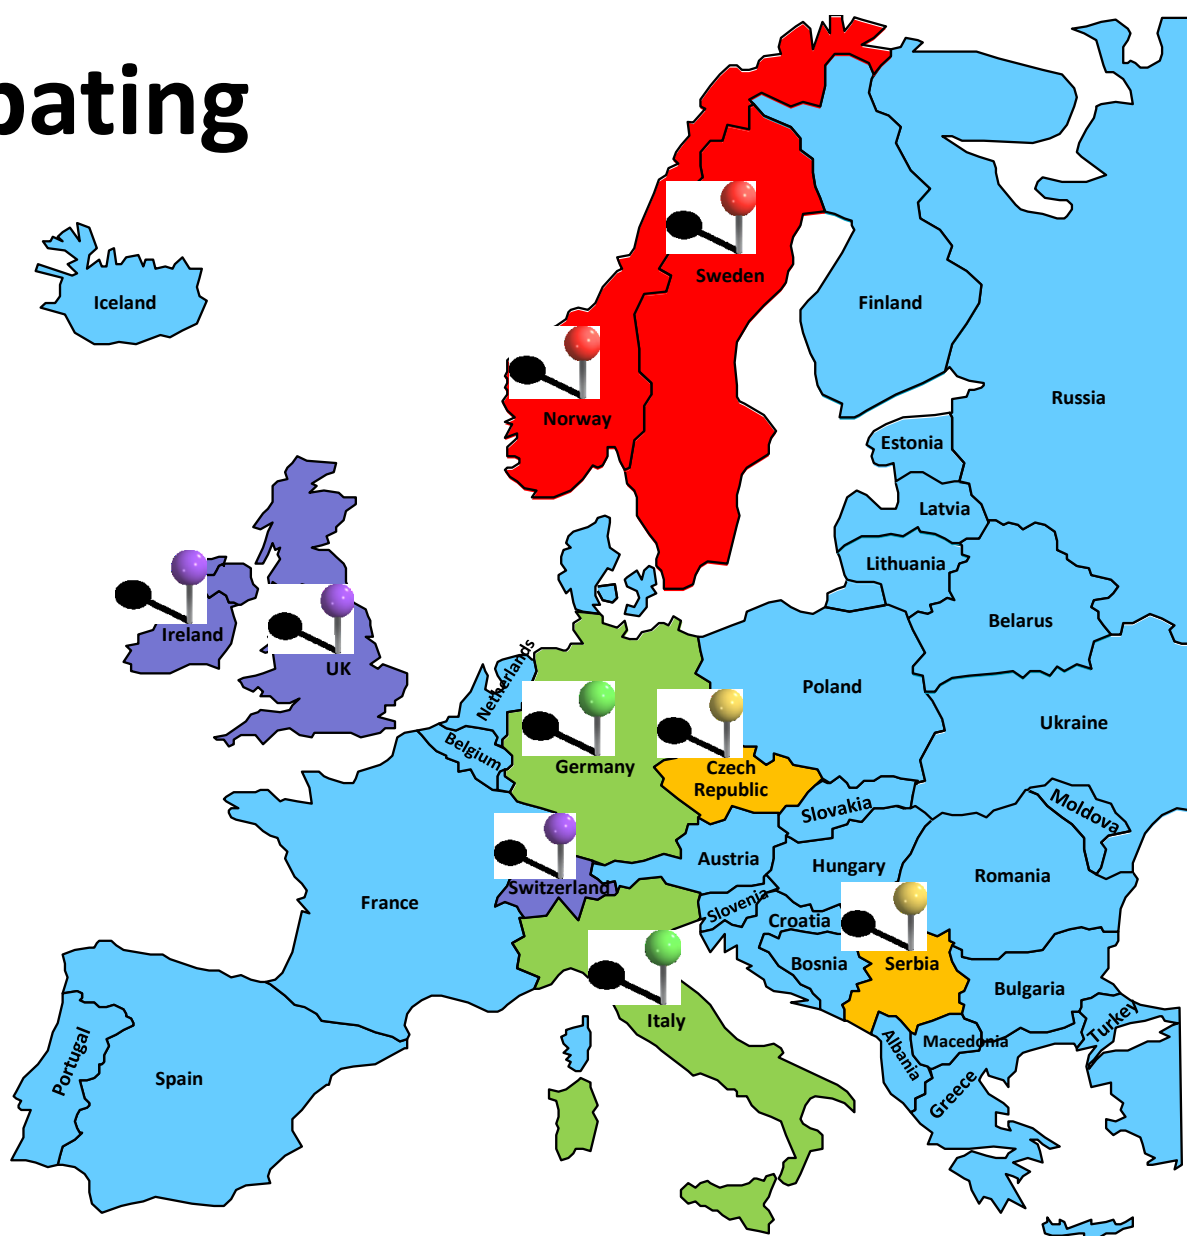 pating
Iceland
Sweden
Finland
Russia
Norway
Estonia
Latvia
Lithuania
Ireland
Belarus
UK
Netherlands
Poland
Ukraine
Belgium
Germany
Czech
Republic
Slovakia
Moldova
Austria
Hungary
Romania
Switzerland
France
Slovenia
Croatia
Bosnia
Serbia
Bulgaria
Italy
Turkey
Macedonia
Albania
Portugal
Spain
Greece